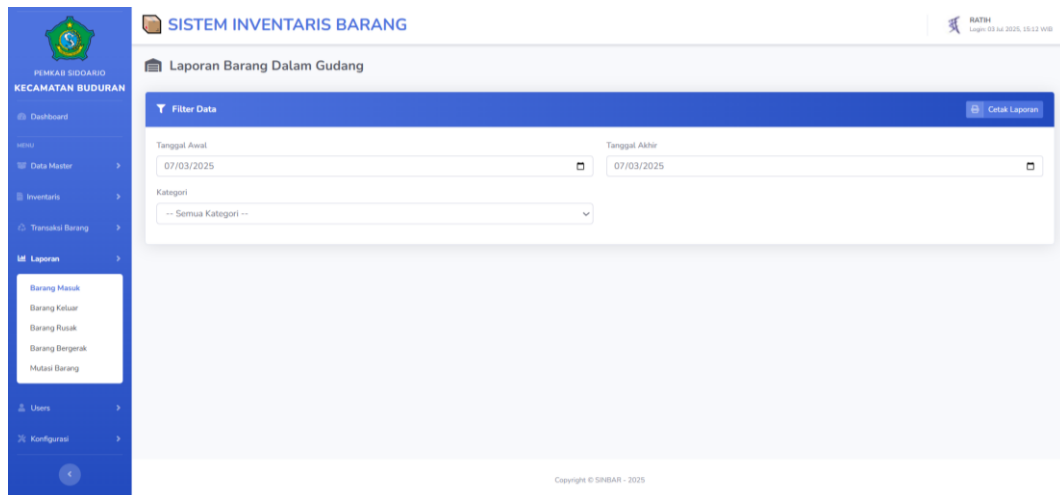 SISTEM INVENTARIS BARANG
RATIH
Login: 03 Jul 2025, 15:12 WIB
PEMKAB SIDOARJO
KECAMATAN BUDURAN
Dashboard
MENU
Data Master
Inventaris
Transaksi Barang
Laporan
Barang Masuk
Barang Keluar
Barang Rusak
Barang Bergerak
Mutasi Barang
Users
Konfigurasi
Laporan Barang Dalam Gudang
Filter Data
Cetak Laporan
Tanggal Awal
Tanggal Akhir
07/03/2025
07/03/2025
Kategori
-- Semua Kategori --
Copyright © SINBAR - 2025